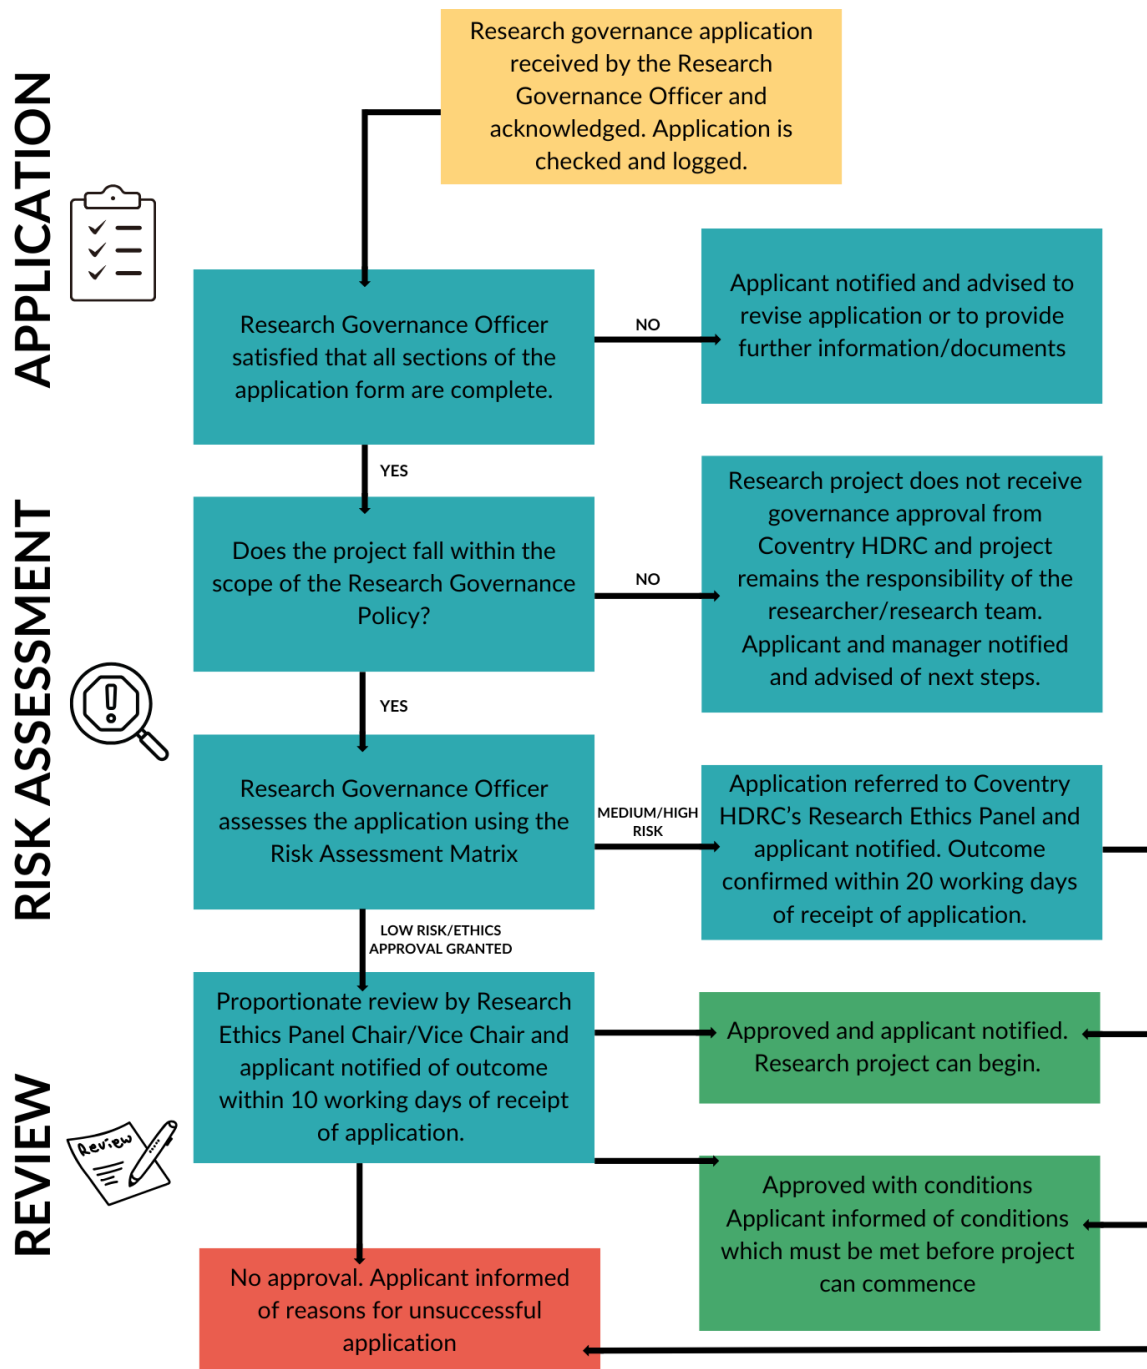 APPLICATION
Research governance application
received by the Research
Governance Officer and
acknowledged. Application is
checked and logged.
Research Governance Officer
satisfied that all sections of the
application form are complete.
NO
Applicant notified and advised to
revise application or to provide
further information/documents
YES
RISK ASSESSMENT
Does the project fall within the
scope of the Research Governance
Policy?
NO
Research project does not receive
governance approval from
Coventry HDRC and project
remains the responsibility of the
researcher/research team.
Applicant and manager notified
and advised of next steps.
YES
Research Governance Officer
assesses the application using the
Risk Assessment Matrix
MEDIUM/HIGH
RISK
Application referred to Coventry
HDRC’s Research Ethics Panel and
applicant notified. Outcome
confirmed within 20 working days
of receipt of application.
LOW RISK/ETHICS
APPROVAL GRANTED
REVIEW
Review
Proportionate review by Research
Ethics Panel Chair/Vice Chair and
applicant notified of outcome
within 10 working days of receipt
of application.
Approved and applicant notified.
Research project can begin.
Approved with conditions
Applicant informed of conditions
which must be met before project
can commence
No approval. Applicant informed
of reasons for unsuccessful
application